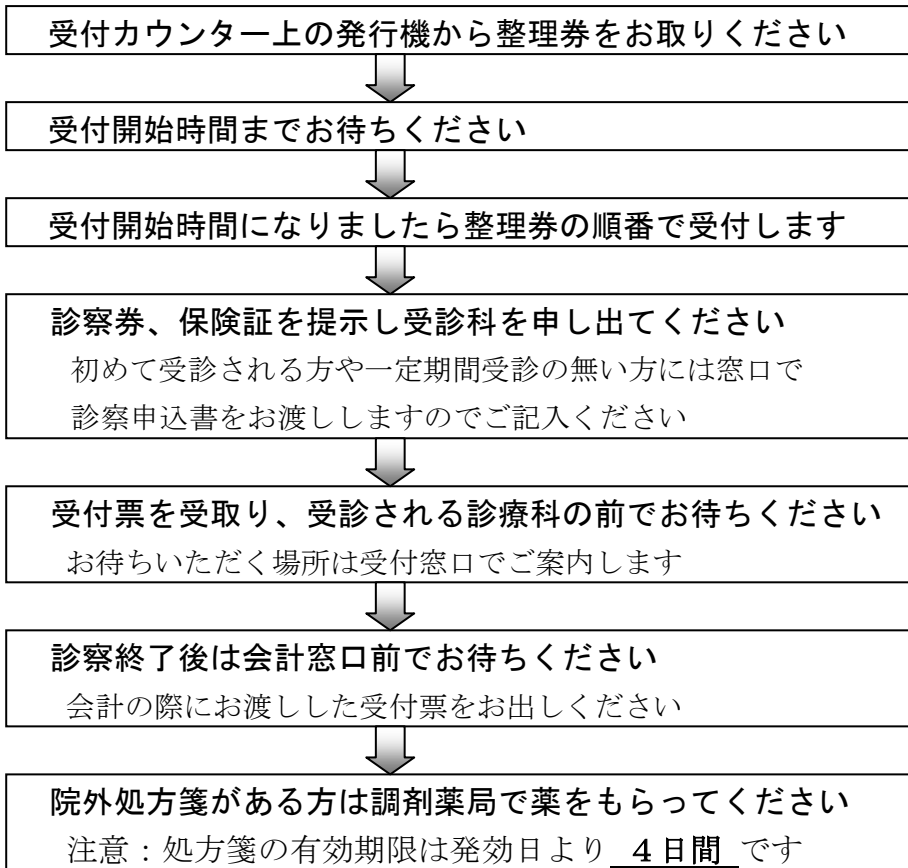 受付カウンター上の発行機から整理券をお取りください
受付開始時間までお待ちください
受付開始時間になりましたら整理券の順番で受付します
診察券、保険証を提示し受診科を申し出てください
初めて受診される方や一定期間受診の無い方には窓口で
診察申込書をお渡ししますのでご記入ください
受付票を受取り、受診される診療科の前でお待ちください
お待ちいただく場所は受付窓口でご案内します
診察終了後は会計窓口前でお待ちください
会計の際にお渡しした受付票をお出しください
院外処方箋がある方は調剤薬局で薬をもらってください
注意：処方箋の有効期限は発効日より ４日間 です